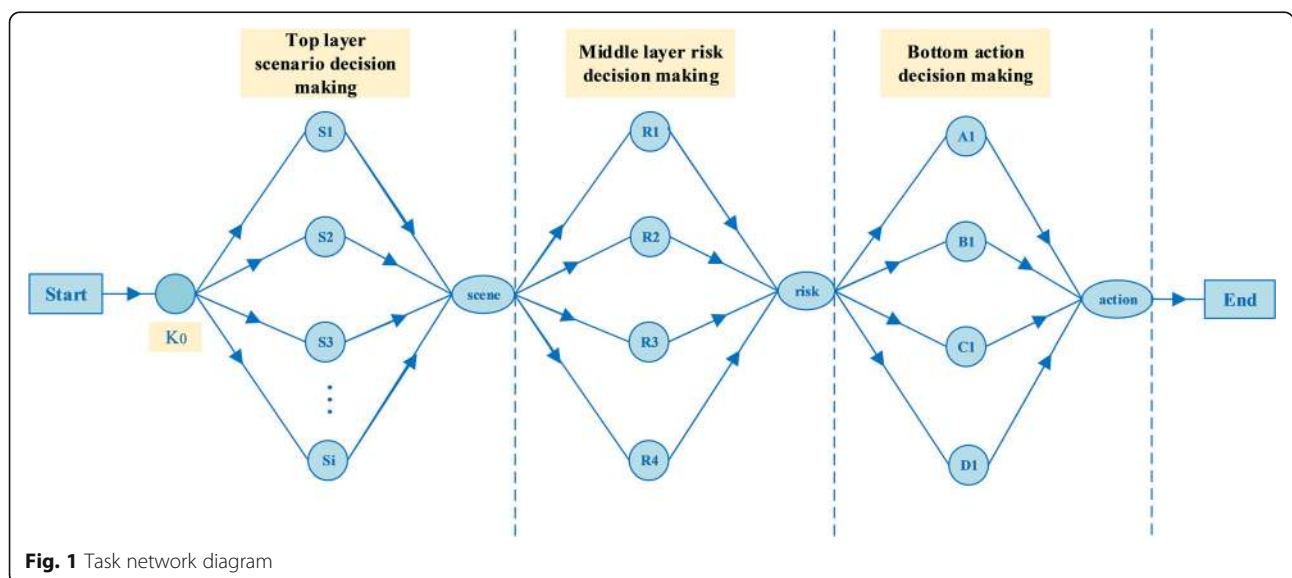 Top layer
scenario decision
making
Middle layer risk
decision making
Bottom action
decision making
S1
R1
A1
S2
R2
B1
Start
scene
risk
action
End
K0
S3
R3
C1
Si
R4
D1
Fig. 1 Task network diagram